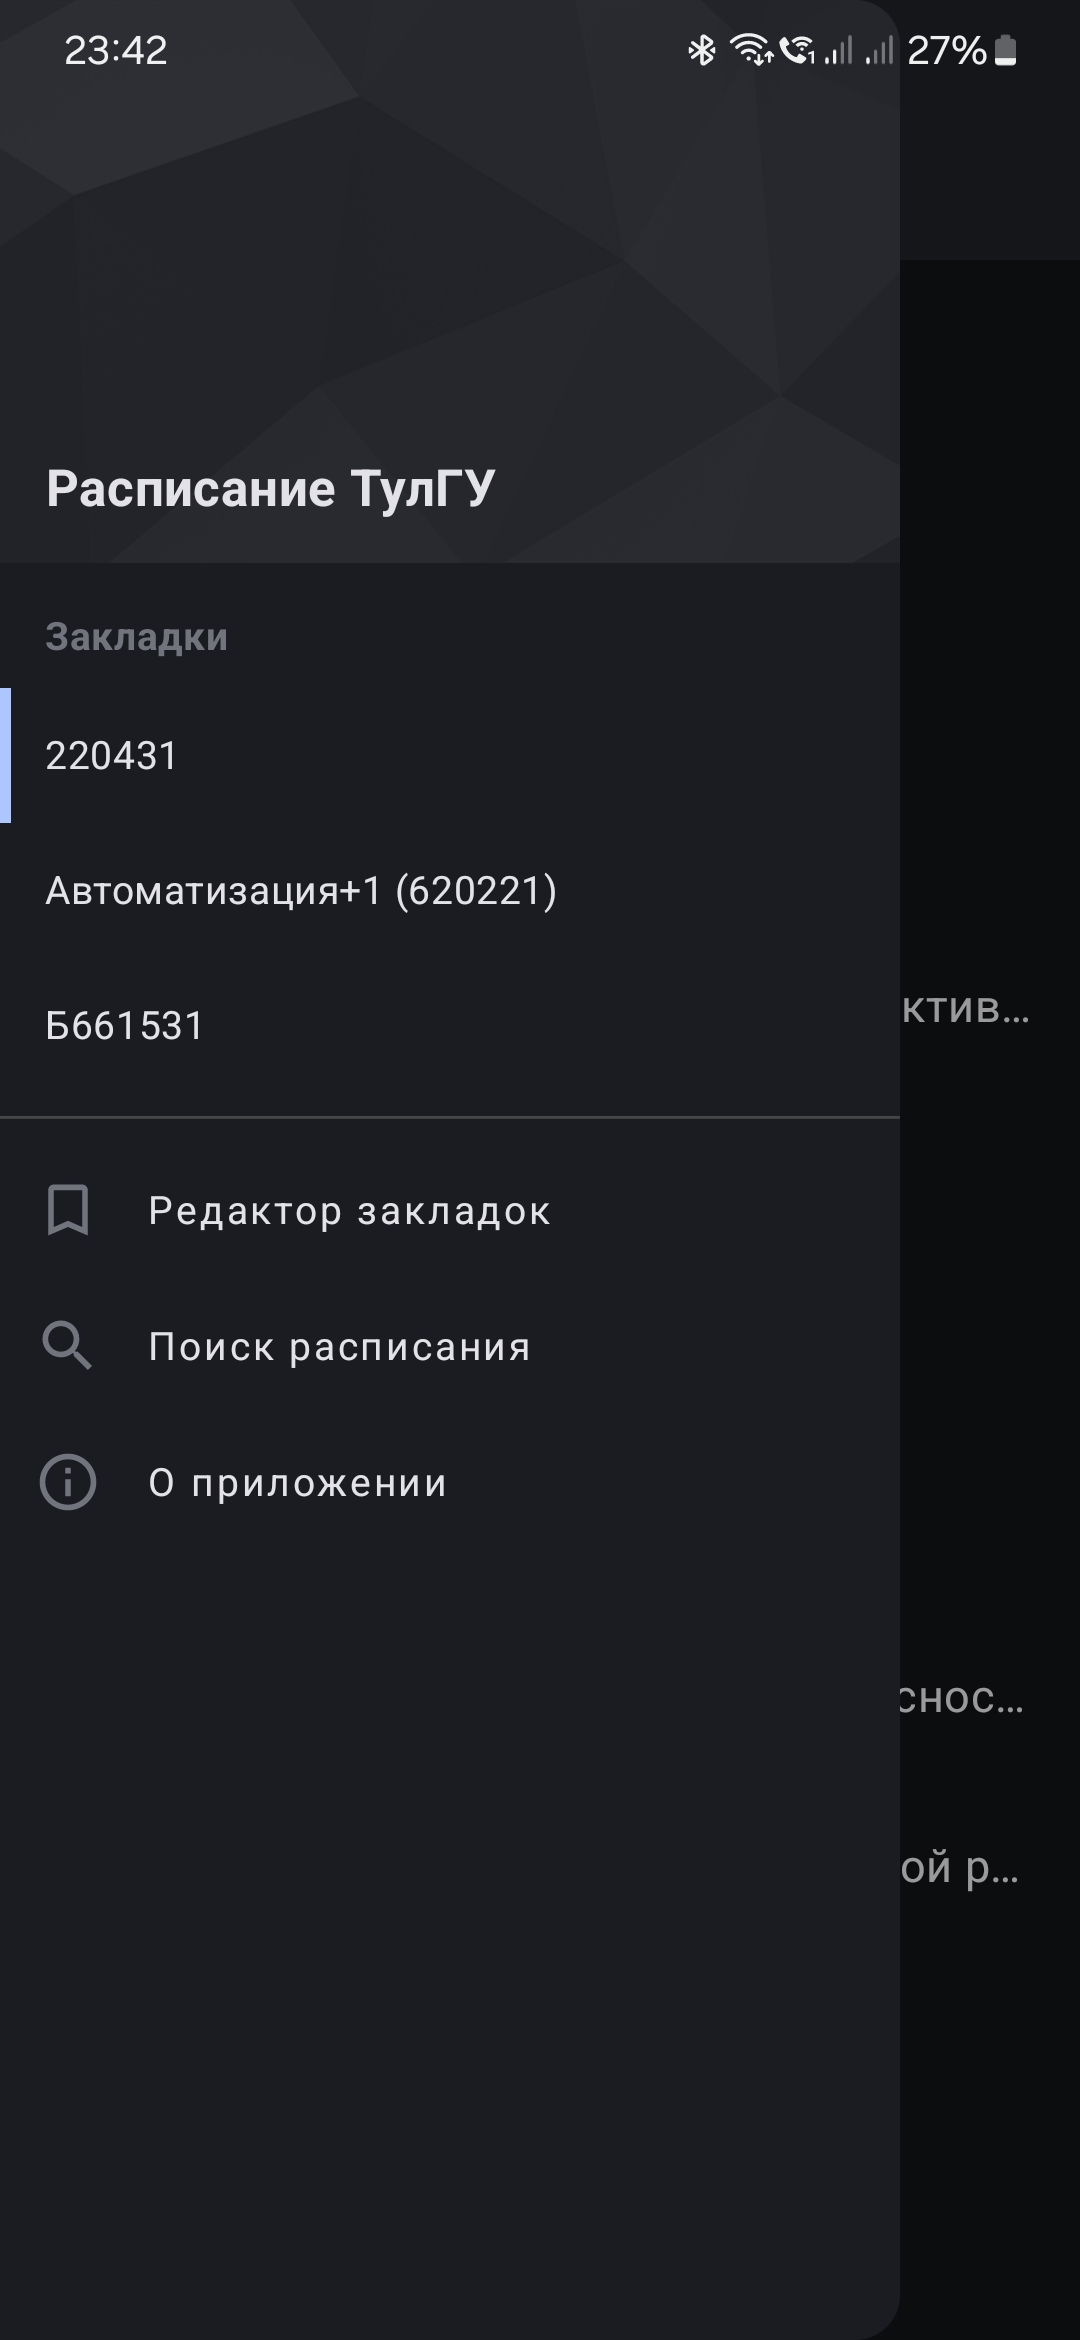 23:42 1 27%
Расписание ТулГУ
Закладки
220431
Автоматизация+1 (620221)
Б661531
ктив...
Редактор закладок
Поиск расписания
О приложении
снос...
ой р...